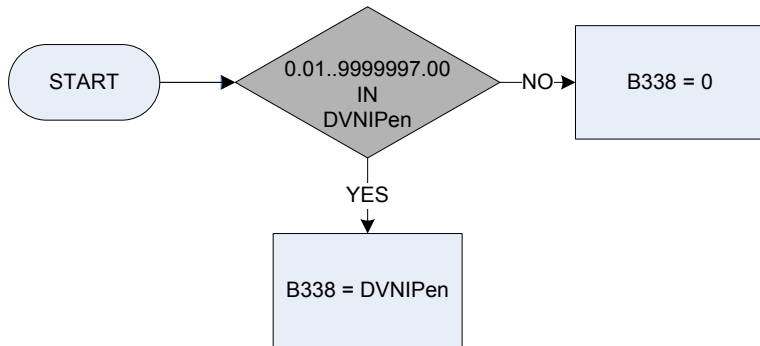 START
0.01..9999997.00
IN
DVNIPen
NO
B338 = 0
YES
B338 = DVNIPen